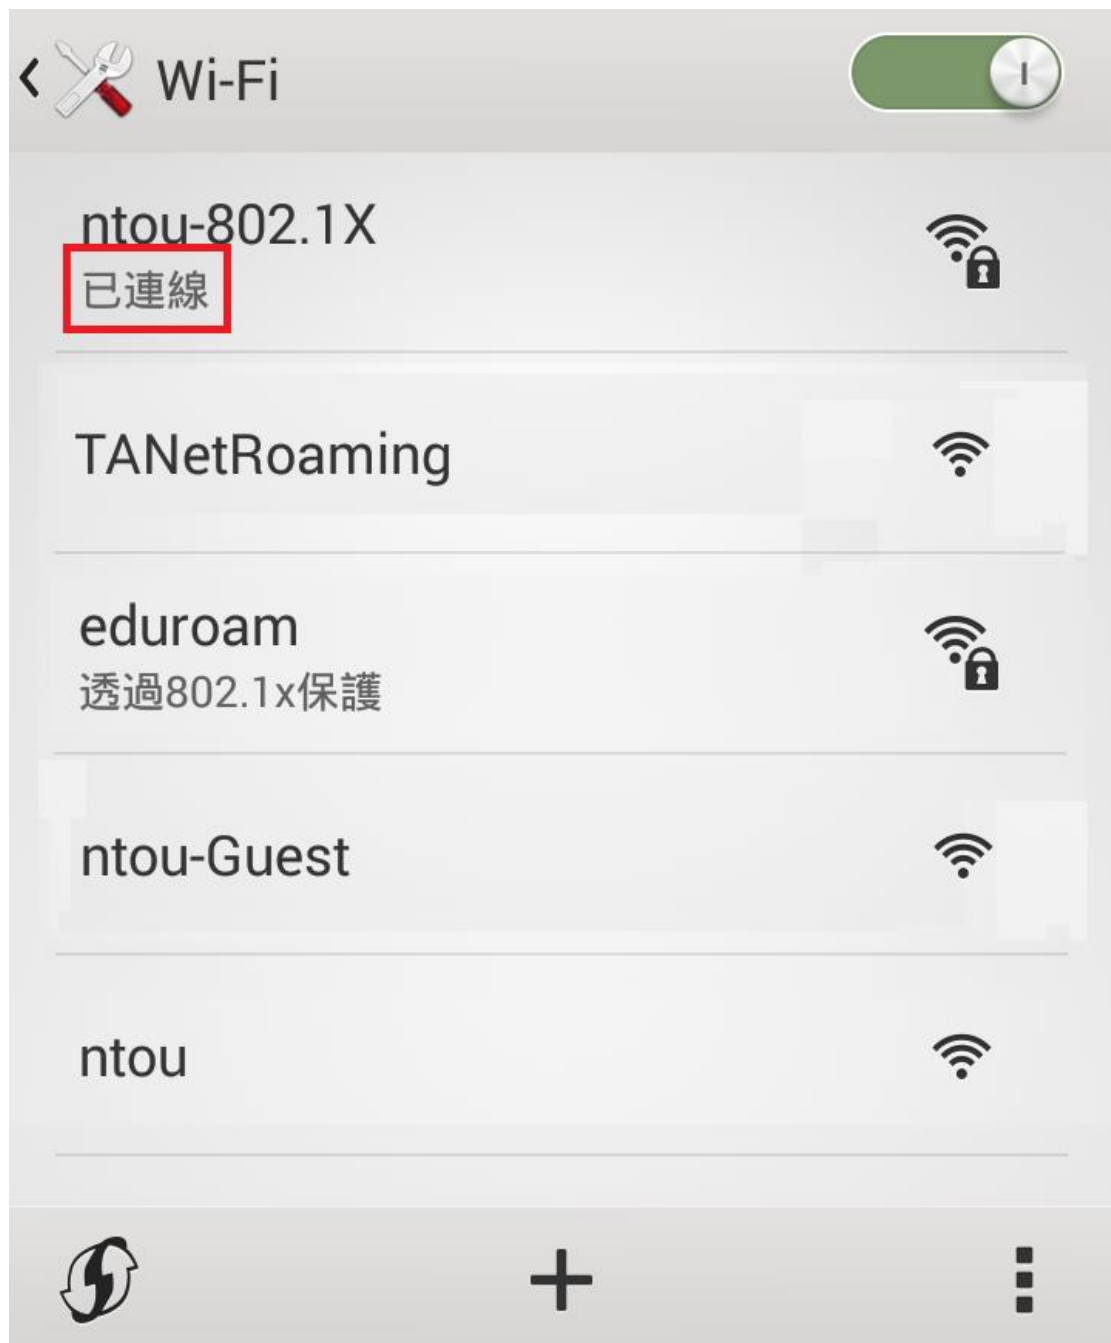 Wi-Fi
ntou-802.1X
已連線
TANetRoaming
eduroam
透過802.1x保護
ntou-Guest
ntou